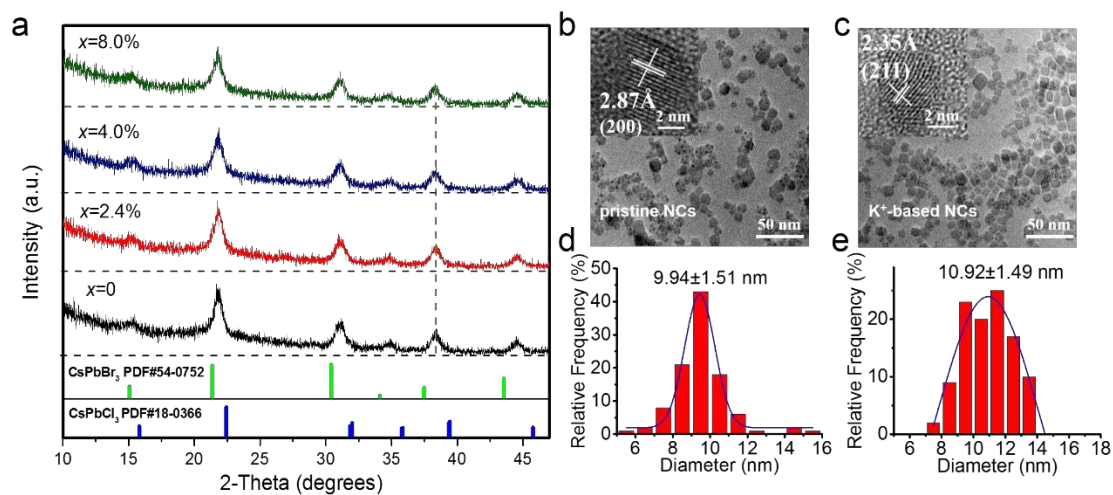 a
x=8.0%
x=4.0%
x=2.4%
x=0
CsPbBr3 PDF#54-0752
CsPbCl3 PDF#18-0366
Intensity (a.u.)
10 15 20 25 30 35 40 45
2-Theta (degrees)
b
2.87Å
(200)
2 nm
pristine NCs
50 nm
c
2.35Å
(211)
2 nm
K+-based NCs
50 nm
d
9.94±1.51 nm
Relative Frequency (%)
50
40
30
20
10
0
6 8 10 12 14 16
Diameter (nm)
e
10.92±1.49 nm
Relative Frequency (%)
20
10
0
6 8 10 12 14 16 18
Diameter (nm)